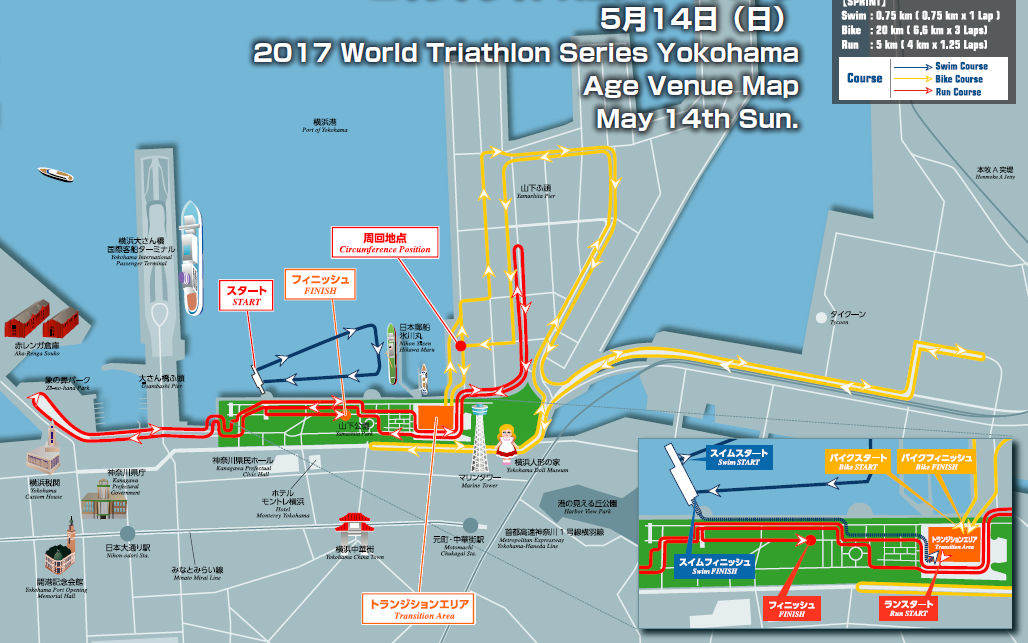 5月14日（日）
2017 World Triathlon Series Yokohama
Age Venue Map
May 14th Sun.
【SPRINT】
Swim : 0.75 km ( 0.75 km x 1 Lap )
Bike : 20 km ( 6,6 km x 3 Laps)
Run : 5 km ( 4 km x 1.25 Laps)
Course
Swim Course
Bike Course
Run Course
横浜港
Port of Yokohama
本牧A突堤
Honmoku A Jetty
山下ふ頭
Yamashita Pier
横浜大さん橋
国際客船ターミナル
Yokohama International
Passenger Terminal
周回地点
Circumference Position
フィニッシュ
FINISH
スタート
START
日本郵船
氷川丸
Nihon Yusen
Hikawa Maru
タイクーン
Tycoon
赤レンガ倉庫
Aka-Renga Souko
象の鼻パーク
Zo-no-hana Park
大さん橋ふ頭
Osambashi Pier
山下公園
Yamashita Park
神奈川県民ホール
Kanagawa Prefectual
Civic Hall
マリンタワー
Marine Tower
横浜人形の家
Yokohama Doll Museum
横浜税関
Yokohama
Custom House
神奈川県庁
Kanagawa
Prefectural
Government
ホテル
モントレ横浜
Hotel
Monterey Yokohama
港の見える丘公園
Harbor View Park
日本大通り駅
Nihon-odori Sta.
横浜中華街
Yokohama China Town
元町・中華街駅
Motomachi
Chukagai Sta.
首都高速神奈川1号線横羽線
Metropolitan Expressway
Yokohama-Haneda Line
みなとみらい線
Minato Mirai Line
開港記念会館
Yokohama Port Opening
Memorial Hall
トランジションエリア
Transition Area
スイムスタート
Swim START
バイクスタート
Bike START
バイクフィニッシュ
Bike FINISH
トランジションエリア
Transition Area
スイムフィニッシュ
Swim FINISH
フィニッシュ
FINISH
ランスタート
Run START